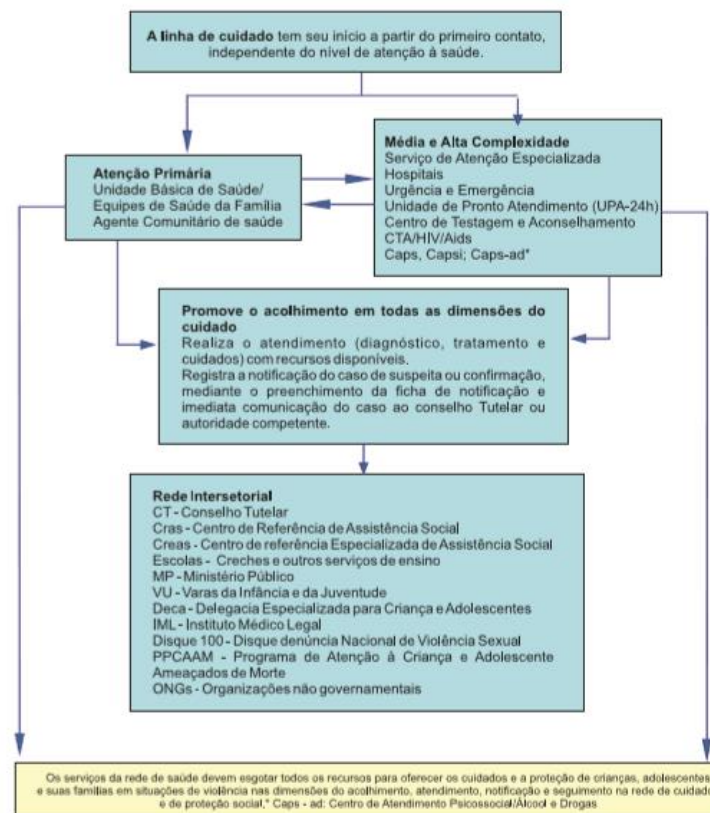 A linha de cuidado tem seu início a partir do primeiro contato,
independente do nível de atenção à saúde.
Atenção Primária
Unidade Básica de Saúde/
Equipes de Saúde da Família
Agente Comunitário de saúde
Média e Alta Complexidade
Serviço de Atenção Especializada
Hospitais
Urgência e Emergência
Unidade de Pronto Atendimento (UPA-24h)
Centro de Testagem e Aconselhamento
CTA/HIV/Aids
Caps, Capsi; Caps-ad*
Promove o acolhimento em todas as dimensões do
cuidado
Realiza o atendimento (diagnóstico, tratamento e
cuidados) com recursos disponíveis.
Registra a notificação do caso de suspeita ou confirmação,
mediante o preenchimento da ficha de notificação e
imediata comunicação do caso ao conselho Tutelar ou
autoridade competente.
Rede Intersetorial
CT - Conselho Tutelar
Cras - Centro de Referência de Assistência Social
Creas - Centro de referência Especializada de Assistência Social
Escolas - Creches e outros serviços de ensino
MP - Ministério Público
VU - Varas da Infância e da Juventude
Deca - Delegacia Especializada para Criança e Adolescentes
IML - Instituto Médico Legal
Disque 100 - Disque denúncia Nacional de Violência Sexual
PPCAAM - Programa de Atenção à Criança e Adolescente
Ameaçados de Morte
ONGs - Organizações não governamentais
Os serviços da rede de saúde devem esgotar todos os recursos para oferecer os cuidados e a proteção de crianças, adolescentes
e suas famílias em situações de violência nas dimensões do acolhimento, atendimento, notificação e seguimento na rede de cuidado
e de proteção social,* Caps - ad: Centro de Atendimento Psicossocial/Álcool e Drogas